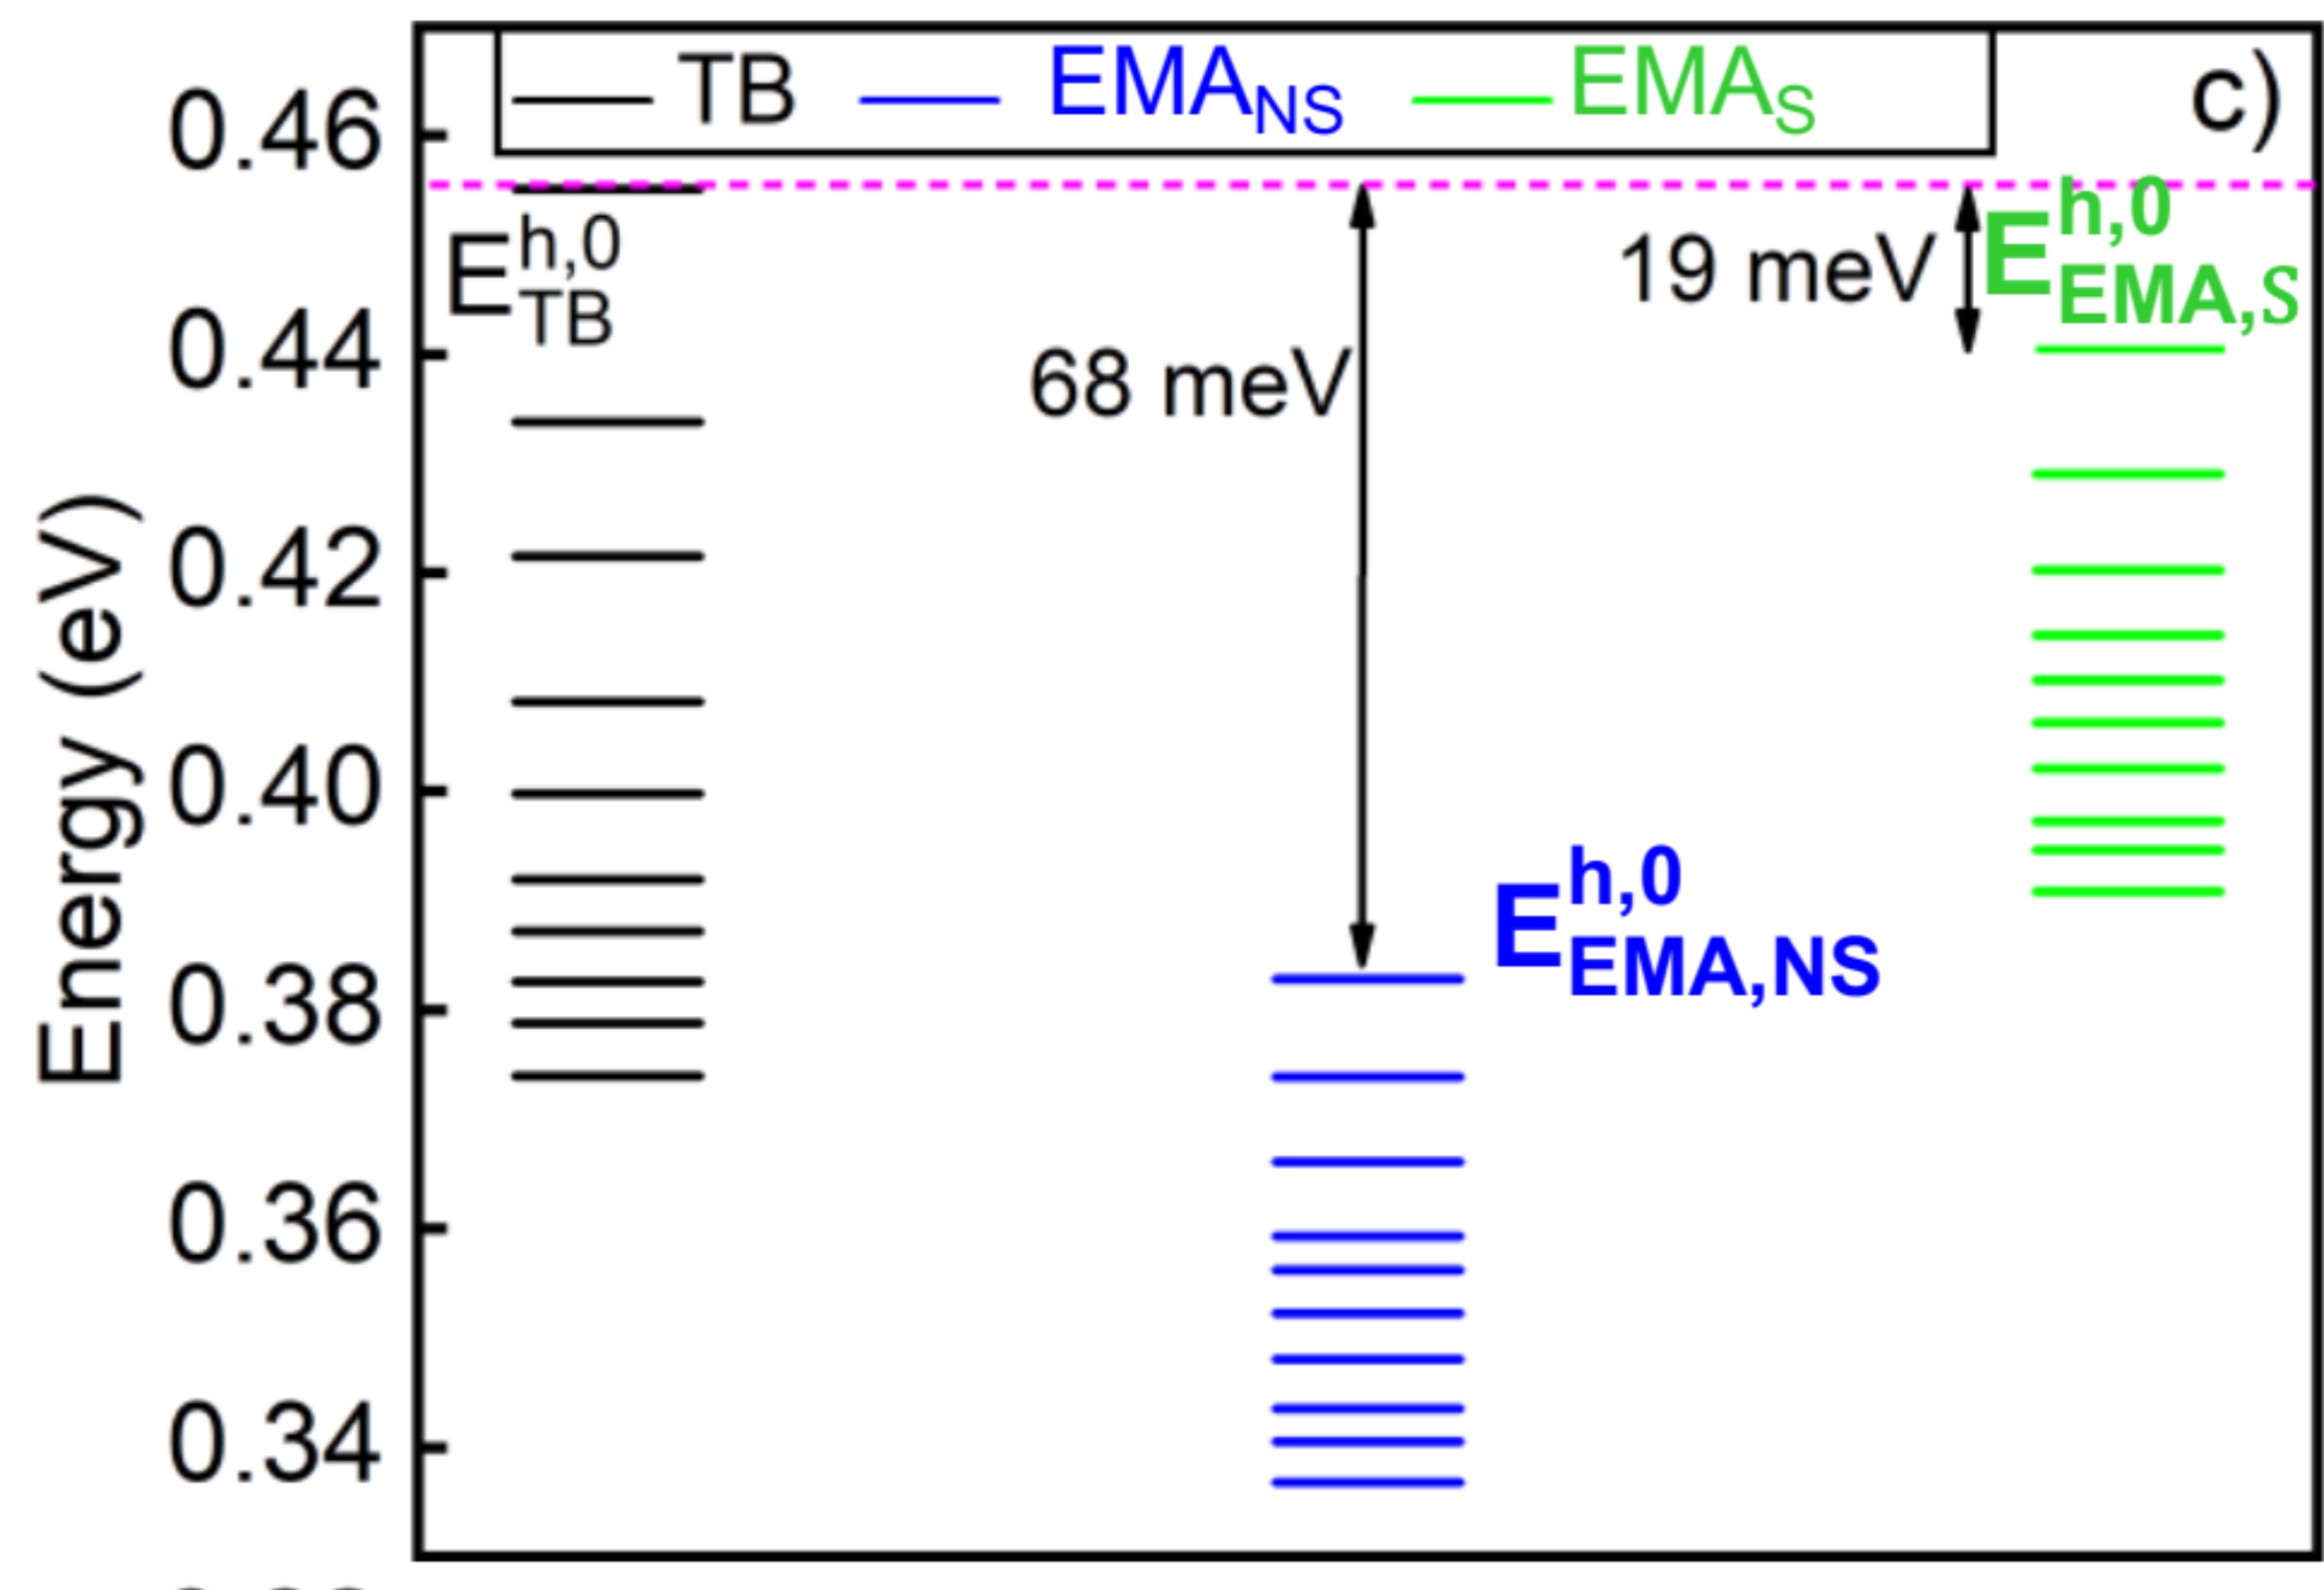 TB EMA_NS EMA_S c)
0.46
E^h,0_TB
19 meV E^h,0_EMA,S
0.44
68 meV
0.42
0.40
E^h,0_EMA,NS
0.38
0.36
0.34
Energy (eV)